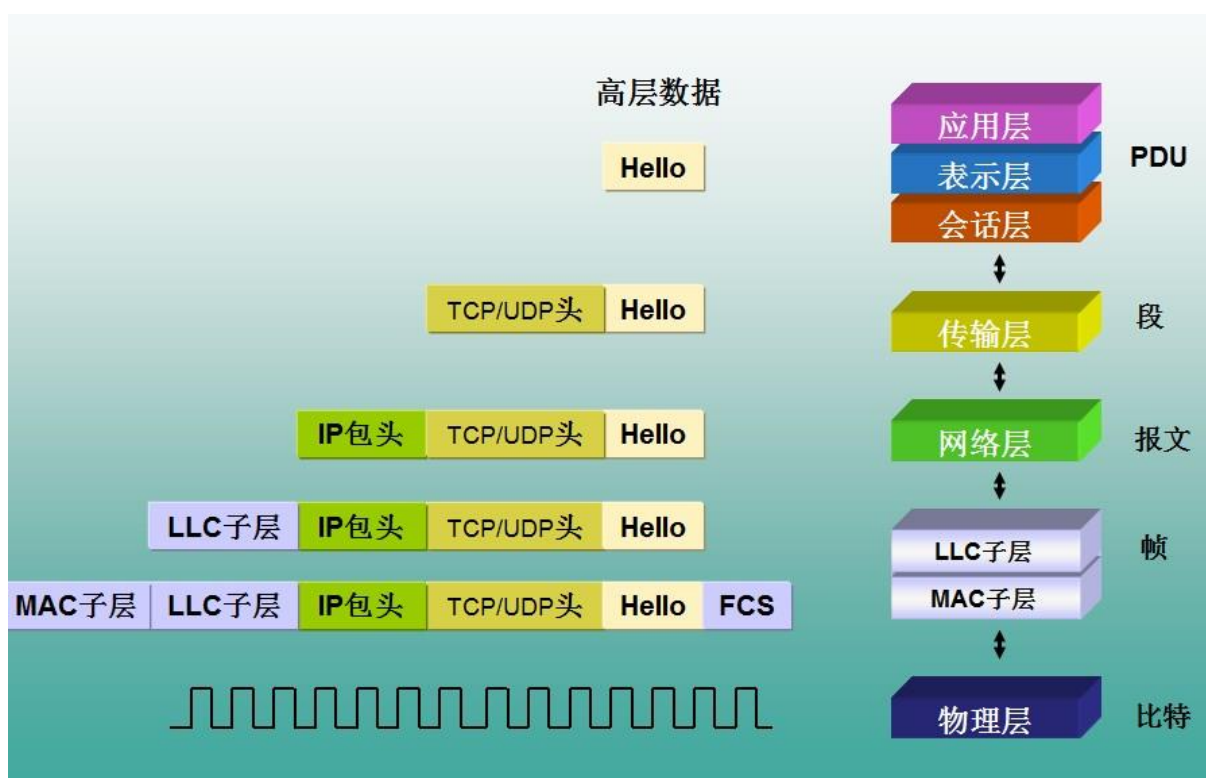 高层数据
应用层
Hello
表示层
PDU
会话层
TCP/UDP头 Hello
传输层
段
IP包头 TCP/UDP头 Hello
网络层
报文
LLC子层 IP包头 TCP/UDP头 Hello
LLC子层
帧
MAC子层 LLC子层 IP包头 TCP/UDP头 Hello FCS
MAC子层
物理层
比特